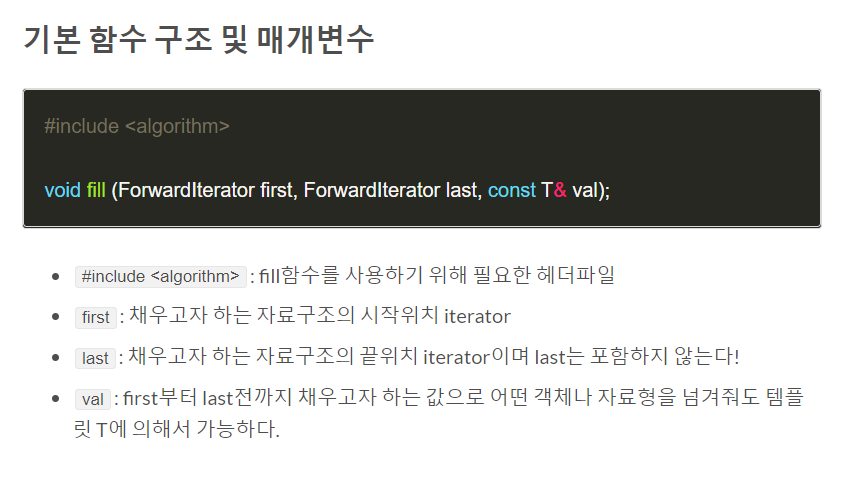 기본 함수 구조 및 매개변수
#include <algorithm>
void fill (ForwardIterator first, ForwardIterator last, const T& val);
#include <algorithm> : fill함수를 사용하기 위해 필요한 헤더파일
first : 채우고자 하는 자료구조의 시작위치 iterator
last : 채우고자 하는 자료구조의 끝위치 iterator이며 last는 포함하지 않는다!
val : first부터 last전까지 채우고자 하는 값으로 어떤 객체나 자료형을 넘겨줘도 템플
릿 T에 의해서 가능하다.